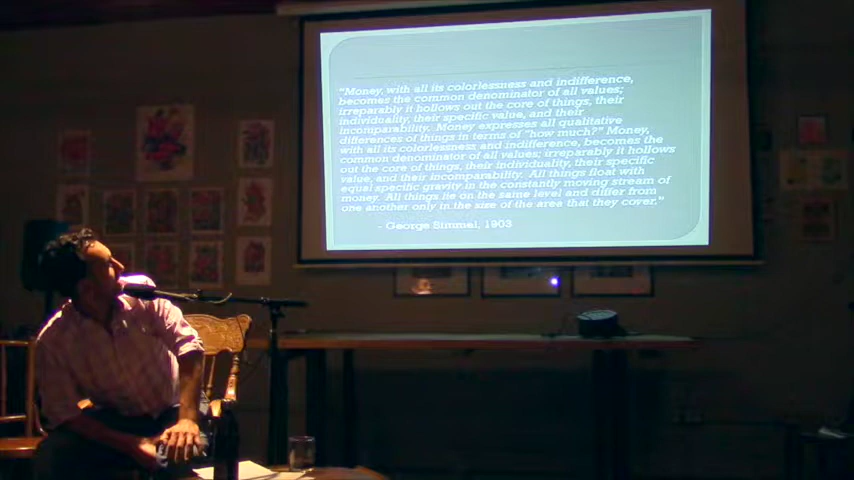 "Money, with all its colorlessness and indifference,
becomes the common denominator of all values;
irreparably it hollows out the core of things, their
individuality, their specific value, and their
incomparability. Money expresses all qualitative
differences of things in terms of "how much?" Money,
with all its colorlessness and indifference, becomes the
common denominator of all values; irreparably it hollows
out the core of things, their individuality, their specific
value, and their incomparability. All things float with
equal specific gravity in the constantly moving stream of
money. All things lie on the same level and differ from
one another only in the size of the area that they cover."
- George Simmel, 1903